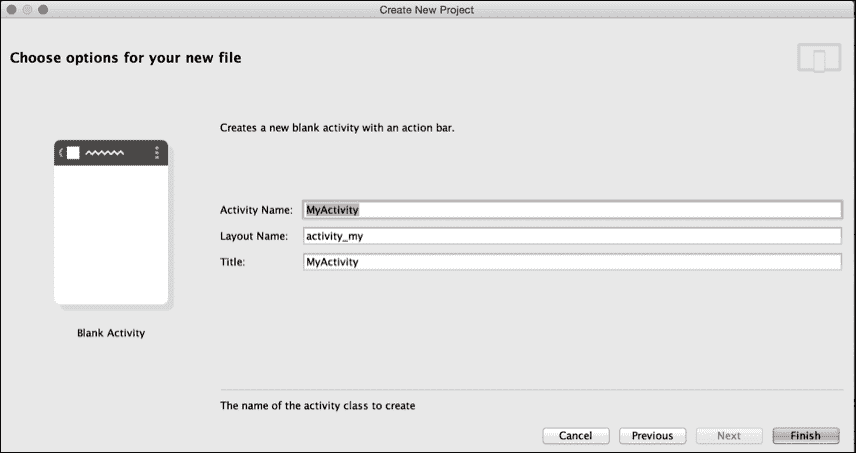 Create New Project
Choose options for your new file
Creates a new blank activity with an action bar.
Activity Name: MyActivity
Layout Name: activity_my
Title: MyActivity
Blank Activity
The name of the activity class to create
Cancel Previous Next Finish